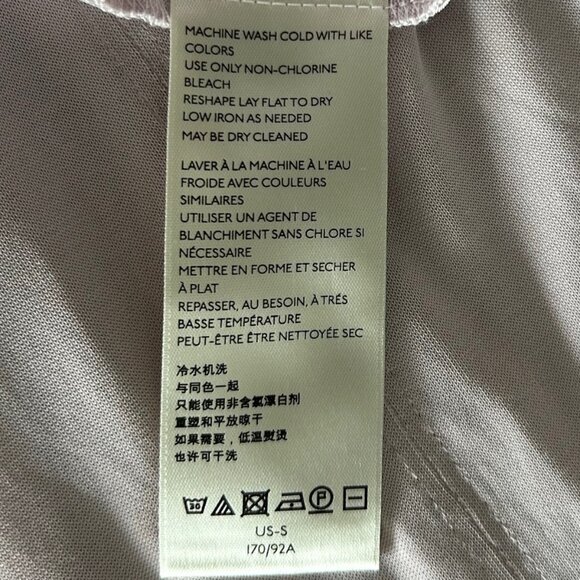 MACHINE WASH COLD WITH LIKE
COLORS
USE ONLY NON-CHLORINE
BLEACH
RESHAPE LAY FLAT TO DRY
LOW IRON AS NEEDED
MAY BE DRY CLEANED
LAVER À LA MACHINE À L'EAU
FROIDE AVEC COULEURS
SIMILAIRES
UTILISER UN AGENT DE
BLANCHIMENT SANS CHLORE SI
NÉCESSAIRE
METTRE EN FORME ET SECHER
À PLAT
REPASSER, AU BESOIN, À TRÉS
BASSE TEMPÉRATURE
PEUT-ÊTRE ÊTRE NETTOYÉE SEC
冷水机洗
与同色一起
只能使用非含氯漂白剂
重塑和平放晾干
如果需要，低温熨烫
也许可干洗
30 P
US-S
170/92A